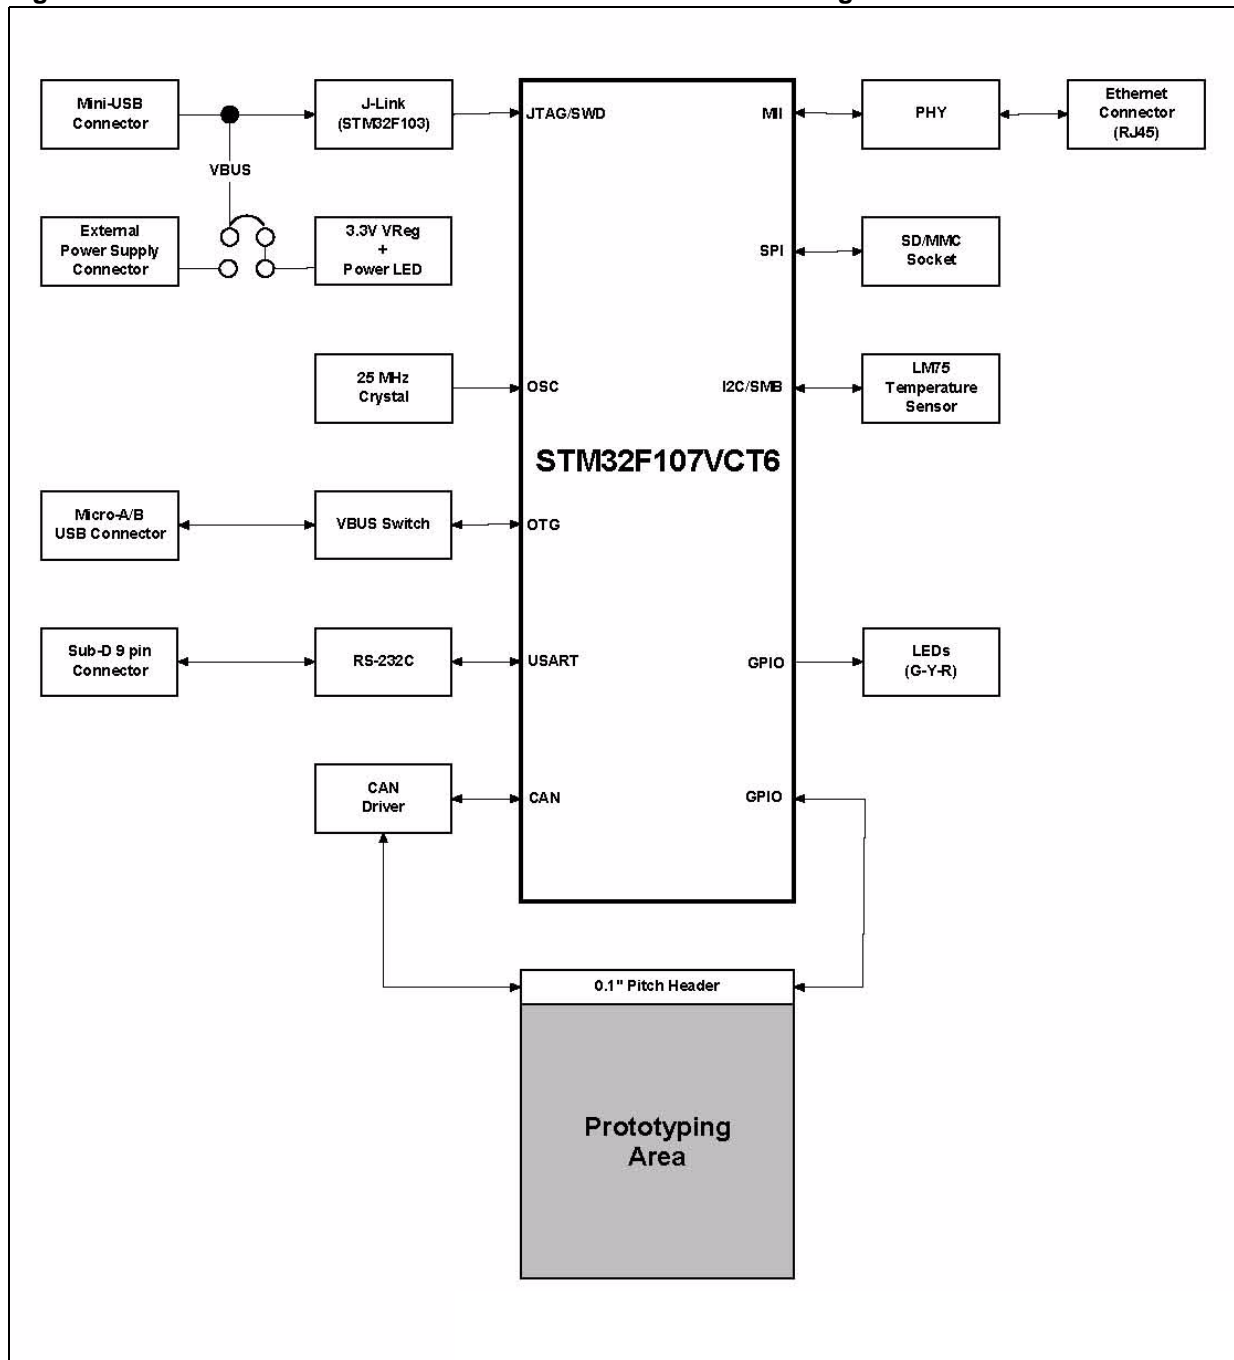 Mini-USB
Connector
J-Link
(STM32F103)
JTAG/SWD
MII
PHY
Ethernet
Connector
(RJ45)
VBUS
External
Power Supply
Connector
3.3V VReg
+
Power LED
SPI
SD/MMC
Socket
25 MHz
Crystal
OSC
I2C/SMB
LM75
Temperature
Sensor
STM32F107VCT6
Micro-A/B
USB Connector
VBUS Switch
OTG
Sub-D 9 pin
Connector
RS-232C
USART
GPIO
LEDs
(G-Y-R)
CAN
Driver
CAN
GPIO
0.1" Pitch Header
Prototyping
Area